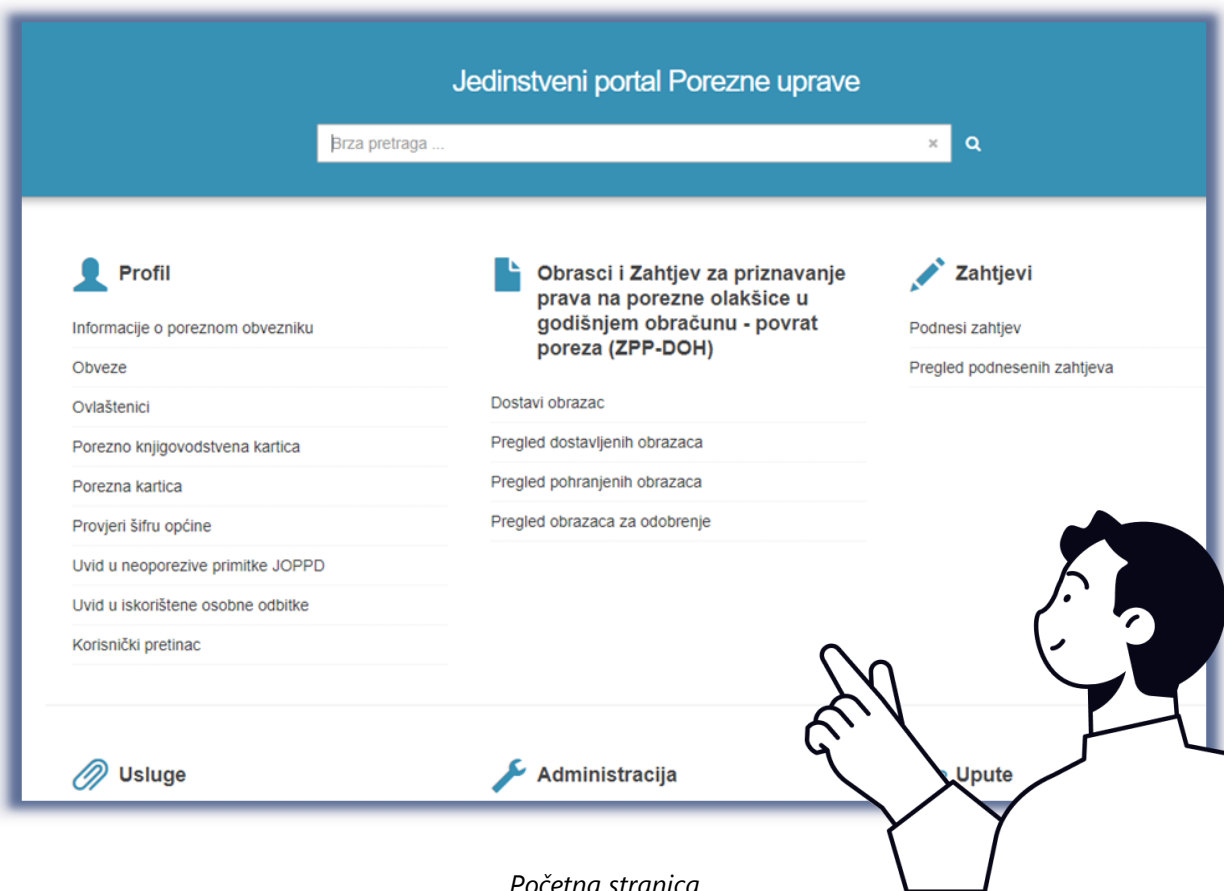 Jedinstveni portal Porezne uprave
Brza pretraga ...
Profil
Informacije o poreznom obvezniku
Obveze
Ovlaštenici
Porezno knjigovodstvena kartica
Porezna kartica
Provjeri šifru općine
Uvid u neoporezive primitke JOPPD
Uvid u iskorištene osobne odbitke
Korisnički pretinac
Obrasci i Zahtjev za priznavanje
prava na porezne olakšice u
godišnjem obračunu - povrat
poreza (ZPP-DOH)
Dostavi obrazac
Pregled dostavljenih obrazaca
Pregled pohranjenih obrazaca
Pregled obrazaca za odobrenje
Zahtjevi
Podnesi zahtjev
Pregled podnesenih zahtjeva
Usluge
Administracija
Upute
Početna stranica